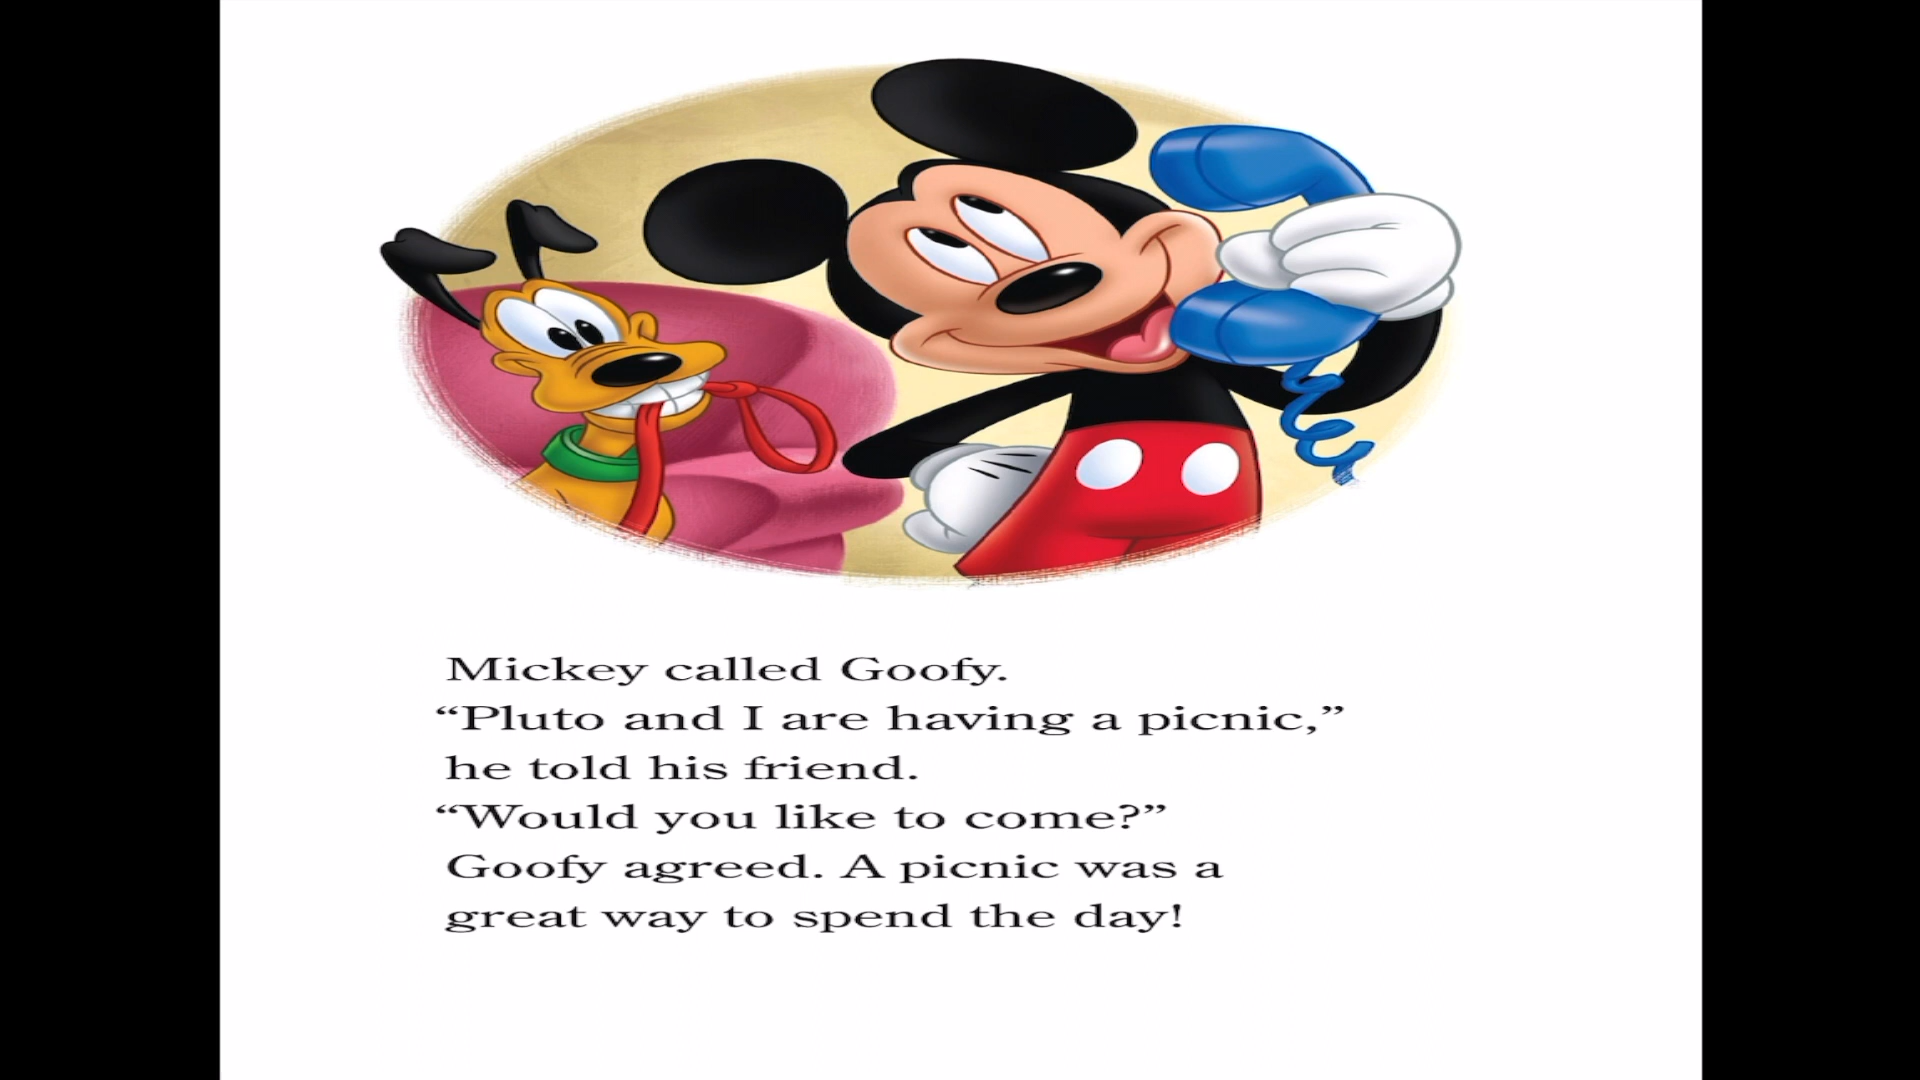 Mickey called Goofy.
“Pluto and I are having a picnic,”
he told his friend.
“Would you like to come?”
Goofy agreed. A picnic was a
great way to spend the day!